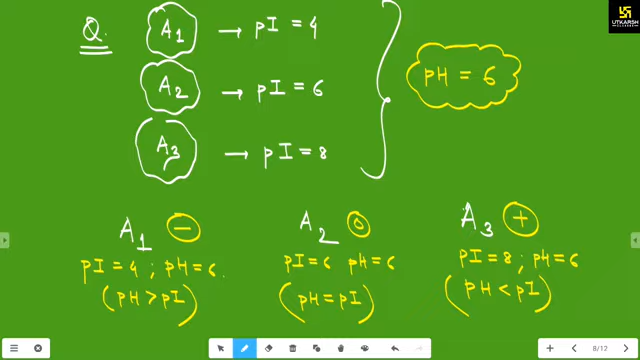 UTKARSH
Q.
A1 → pI = 4
A2 → pI = 6
A3 → pI = 8
pH = 6
A1 −
pI = 4 ; pH = 6.
(pH > pI)
A2 0
pI = 6 pH = 6
(pH = pI)
A3 +
pI = 8 ; pH = 6
(pH < pI)
8/12